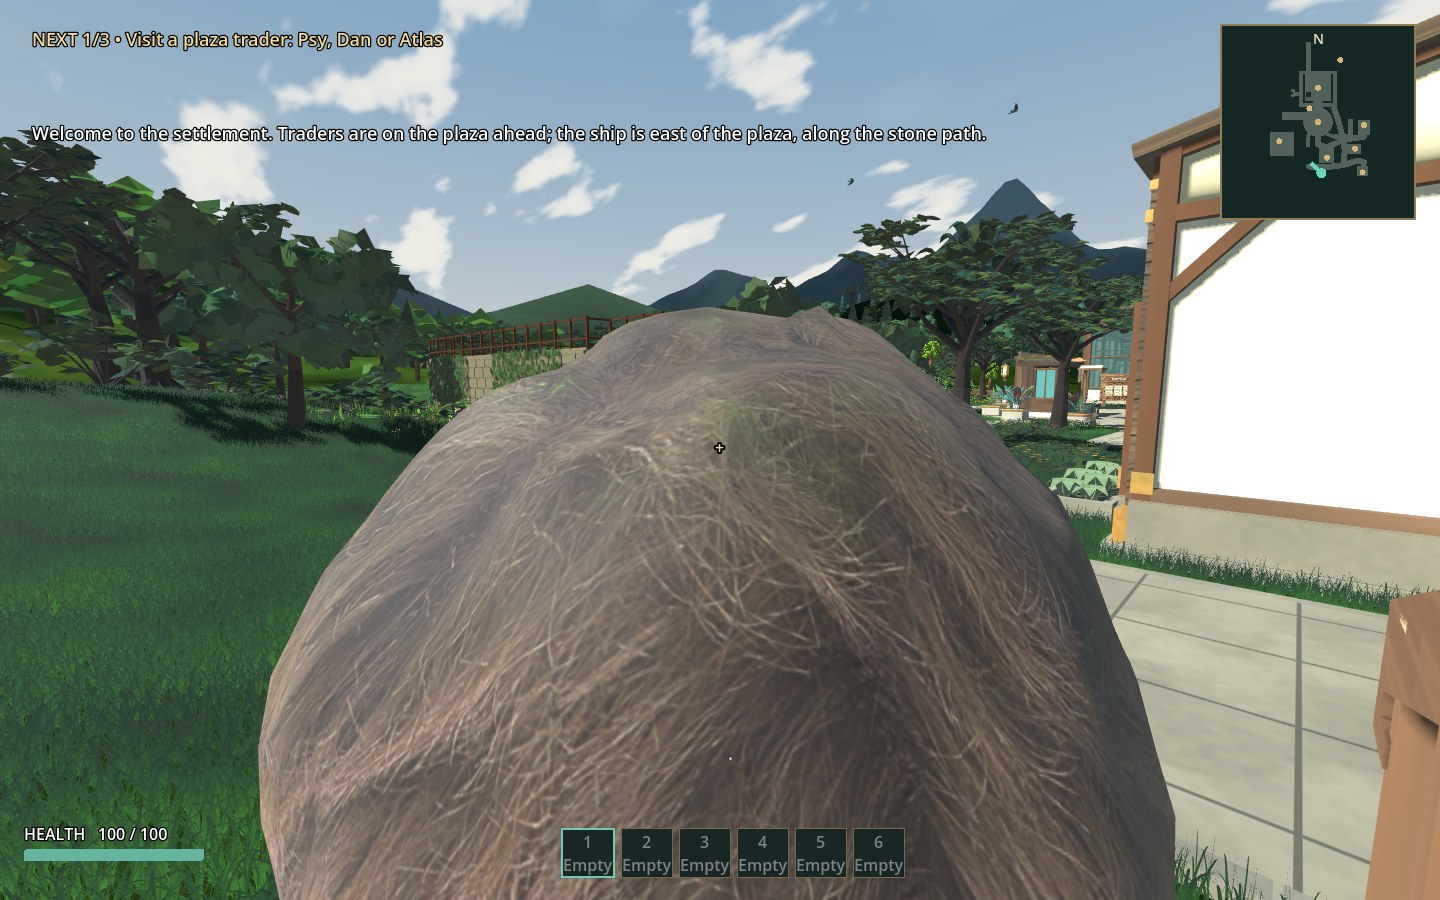 NEXT 1/3 • Visit a plaza trader: Psy, Dan or Atlas
N
Welcome to the settlement. Traders are on the plaza ahead; the ship is east of the plaza, along the stone path.
HEALTH 100 / 100
1 2 3 4 5 6
Empty Empty Empty Empty Empty Empty